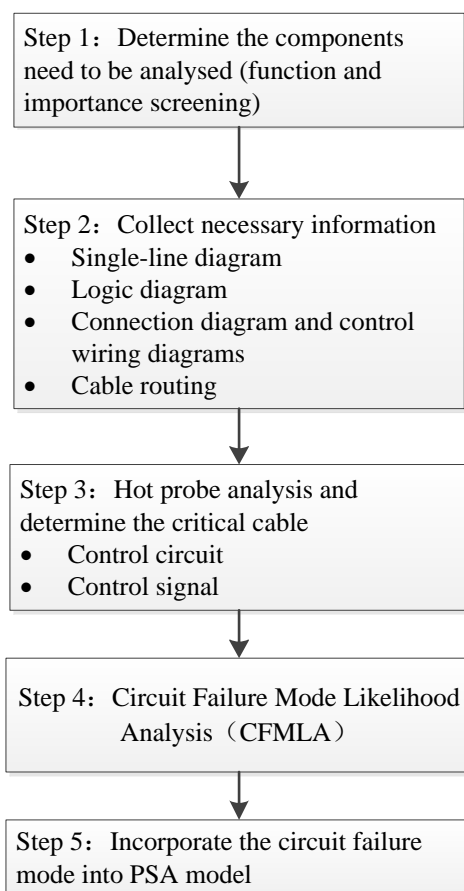 Step 1：Determine the components
need to be analysed (function and
importance screening)
Step 2：Collect necessary information
• Single-line diagram
• Logic diagram
• Connection diagram and control
wiring diagrams
• Cable routing
Step 3：Hot probe analysis and
determine the critical cable
• Control circuit
• Control signal
Step 4：Circuit Failure Mode Likelihood
Analysis（CFMLA）
Step 5：Incorporate the circuit failure
mode into PSA model